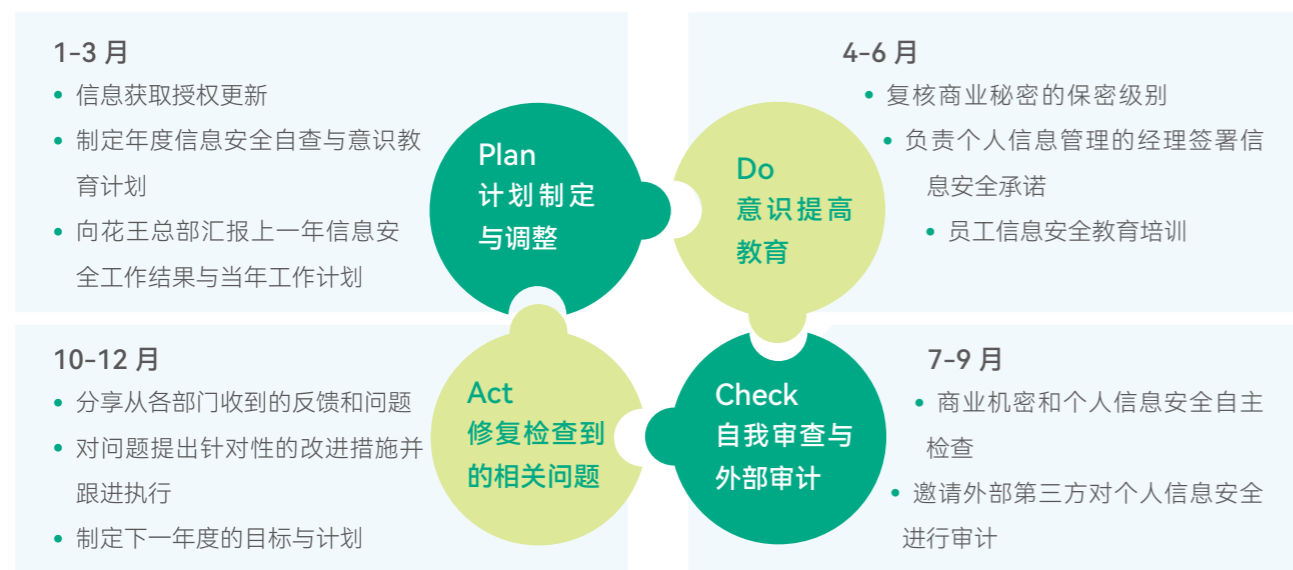 1-3 月
• 信息获取授权更新
• 制定年度信息安全自查与意识教
育计划
• 向花王总部汇报上一年信息安
全工作结果与当年工作计划
Plan
计划制定
与调整
4-6 月
• 复核商业秘密的保密级别
• 负责个人信息管理的经理签署信
息安全承诺
• 员工信息安全教育培训
Do
意识提高
教育
10-12 月
• 分享从各部门收到的反馈和问题
• 对问题提出针对性的改进措施并
跟进执行
• 制定下一年度的目标与计划
Act
修复检查到
的相关问题
Check
自我审查与
外部审计
7-9 月
• 商业机密和个人信息安全自主
检查
• 邀请外部第三方对个人信息安全
进行审计